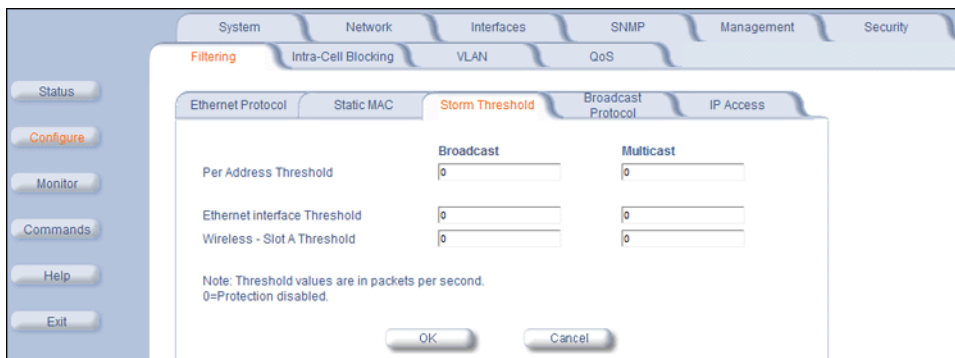 System Network Interfaces SNMP Management Security
Filtering Intra-Cell Blocking VLAN QoS
Status
Configure
Monitor
Commands
Help
Exit
Ethernet Protocol Static MAC Storm Threshold Broadcast Protocol IP Access
Broadcast Multicast
Per Address Threshold 0 0
Ethernet interface Threshold 0 0
Wireless - Slot A Threshold 0 0
Note: Threshold values are in packets per second.
0=Protection disabled.
OK Cancel